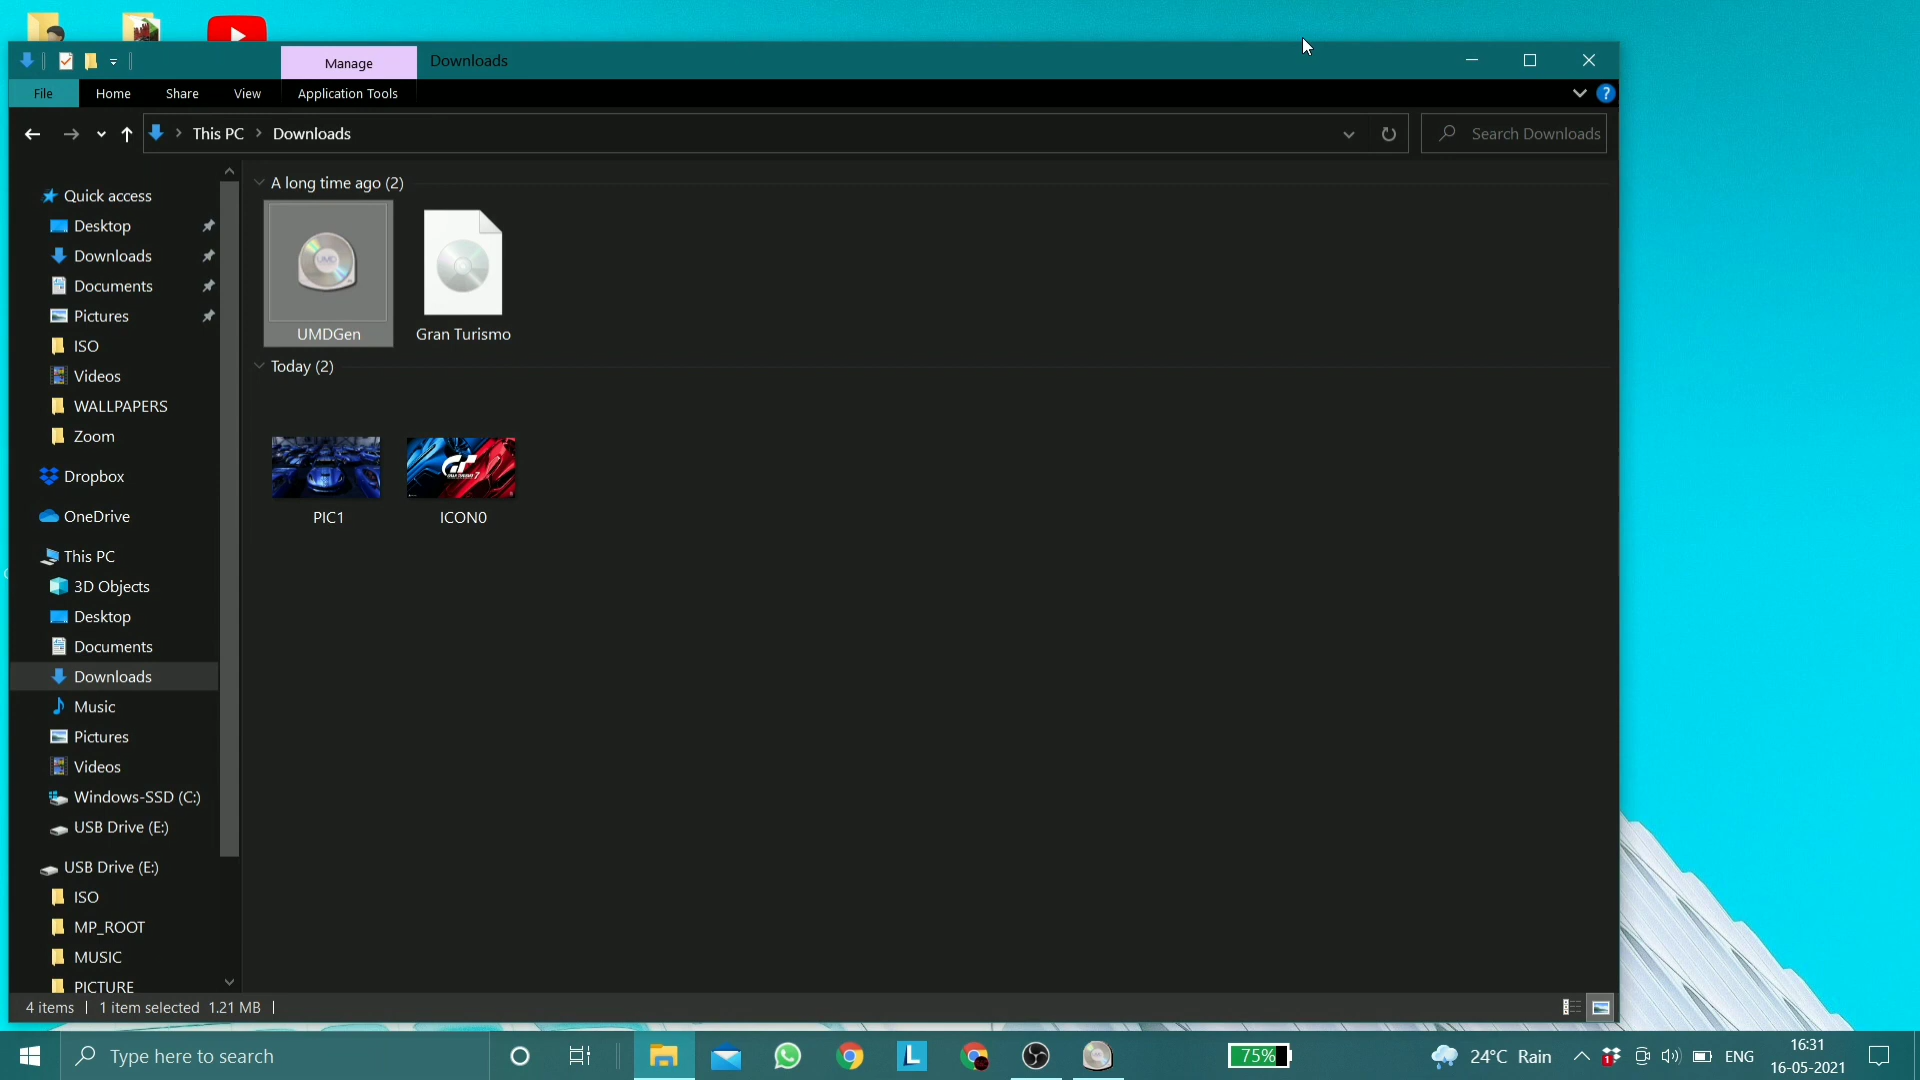 Manage
Downloads
File
Home
Share
View
Application Tools
?
This PC
Downloads
Search Downloads
Quick access
Desktop
Downloads
Documents
Pictures
ISO
Videos
WALLPAPERS
Zoom
Dropbox
OneDrive
This PC
3D Objects
Desktop
Documents
Downloads
Music
Pictures
Videos
Windows-SSD (C:)
USB Drive (E:)
USB Drive (E:)
ISO
MP_ROOT
MUSIC
PICTURE
A long time ago (2)
UMD
UMDGen
Gran Turismo
Today (2)
PIC1
ICON0
4 items
1 item selected 1.21 MB
Type here to search
L
75%
24°C Rain
1
ENG
16:31
16-05-2021